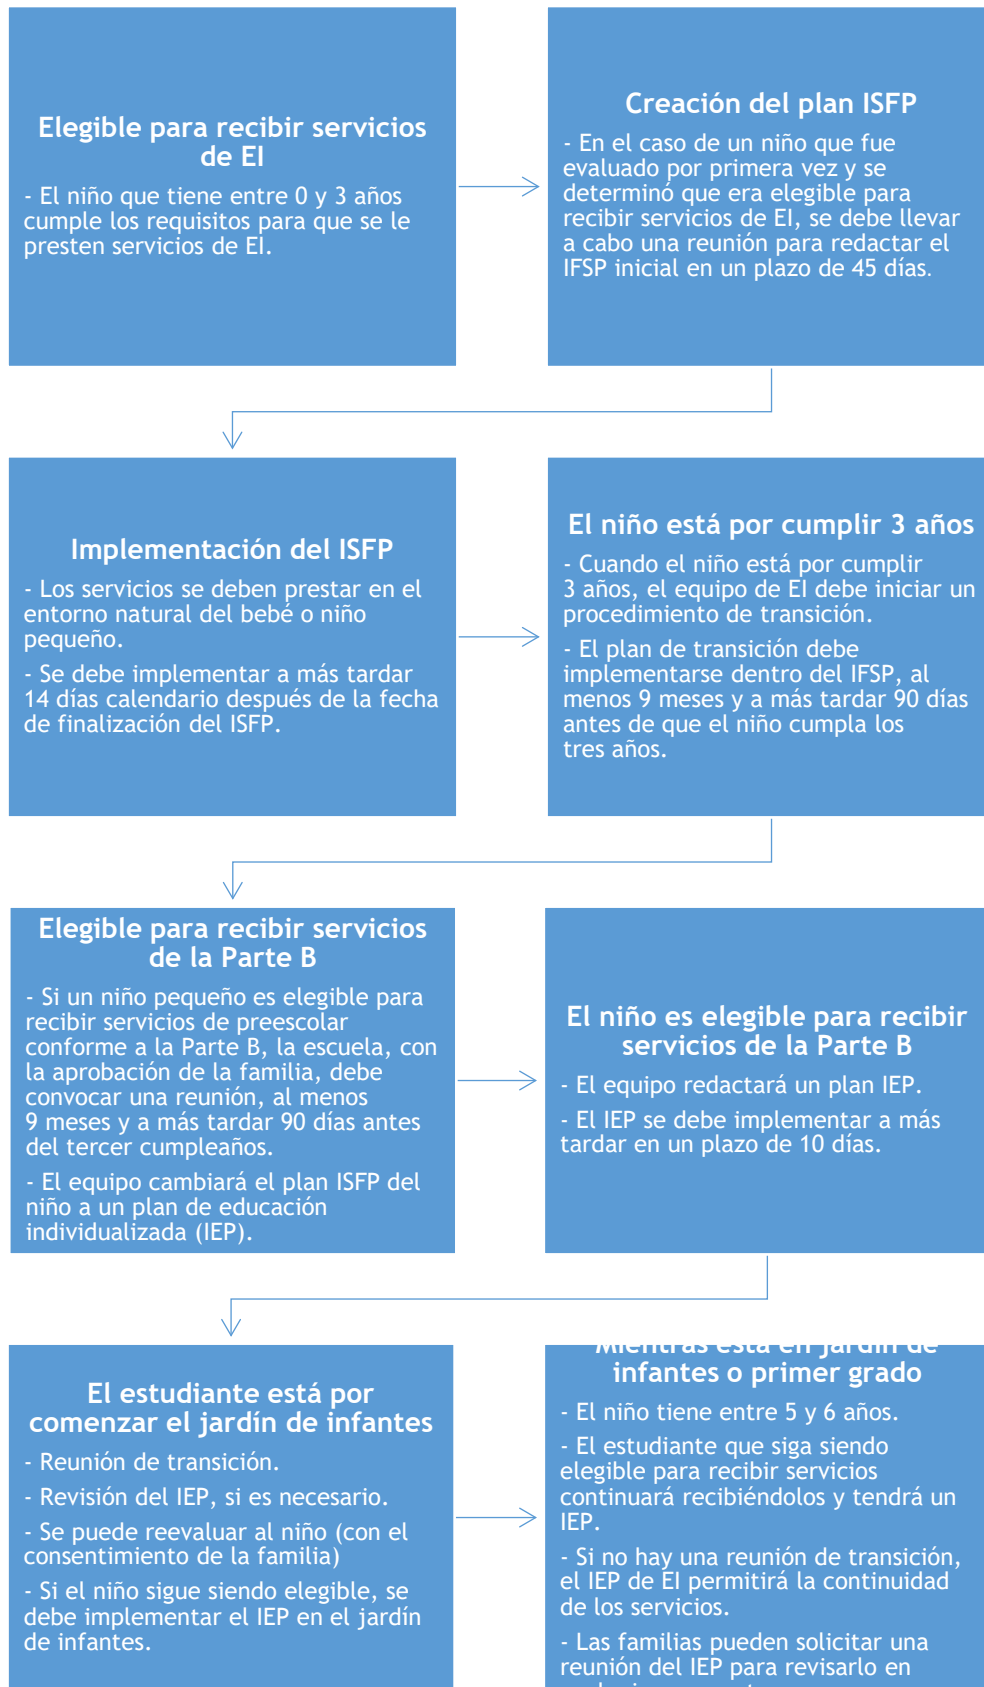 Elegible para recibir servicios
de EI
- El niño que tiene entre 0 y 3 años
cumple los requisitos para que se le
presten servicios de EI.
Creación del plan ISFP
- En el caso de un niño que fue
evaluado por primera vez y se
determinó que era elegible para
recibir servicios de EI, se debe llevar
a cabo una reunión para redactar el
IFSP inicial en un plazo de 45 días.
Implementación del ISFP
- Los servicios se deben prestar en el
entorno natural del bebé o niño
pequeño.
- Se debe implementar a más tardar
14 días calendario después de la fecha
de finalización del ISFP.
El niño está por cumplir 3 años
- Cuando el niño está por cumplir
3 años, el equipo de EI debe iniciar un
procedimiento de transición.
- El plan de transición debe
implementarse dentro del IFSP, al
menos 9 meses y a más tardar 90 días
antes de que el niño cumpla los
tres años.
Elegible para recibir servicios
de la Parte B
- Si un niño pequeño es elegible para
recibir servicios de preescolar
conforme a la Parte B, la escuela, con
la aprobación de la familia, debe
convocar una reunión, al menos
9 meses y a más tardar 90 días antes
del tercer cumpleaños.
- El equipo cambiará el plan ISFP del
niño a un plan de educación
individualizada (IEP).
El niño es elegible para recibir
servicios de la Parte B
- El equipo redactará un plan IEP.
- El IEP se debe implementar a más
tardar en un plazo de 10 días.
El estudiante está por
comenzar el jardín de infantes
- Reunión de transición.
- Revisión del IEP, si es necesario.
- Se puede reevaluar al niño (con el
consentimiento de la familia)
- Si el niño sigue siendo elegible, se
debe implementar el IEP en el jardín
de infantes.
Mientras está en jardín de
infantes o primer grado
- El niño tiene entre 5 y 6 años.
- El estudiante que siga siendo
elegible para recibir servicios
continuará recibiéndolos y tendrá un
IEP.
- Si no hay una reunión de transición,
el IEP de EI permitirá la continuidad
de los servicios.
- Las familias pueden solicitar una
reunión del IEP para revisarlo en